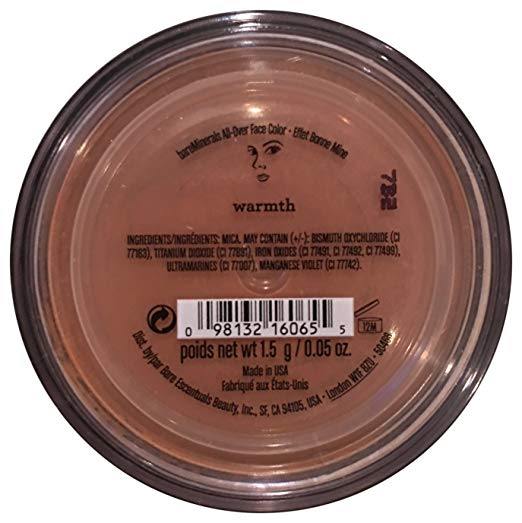 bareMinerals All-Over Face Color • Effet Bonne Mine
warmth
INGREDIENTS/INGRÉDIENTS: MICA. MAY CONTAIN (+/-): BISMUTH OXYCHLORIDE (CI
77163), TITANIUM DIOXIDE (CI 77891), IRON OXIDES (CI 77491, CI 77492, CI 77499),
ULTRAMARINES (CI 77007), MANGANESE VIOLET (CI 77742).
0 98132 16065 5
12M
poids net wt 1.5 g / 0.05 oz.
Made in USA
Fabriqué aux États-Unis
Dist. by/par Bare Escentuals Beauty, Inc., SF, CA 94105, USA • London W1F 8ZU •